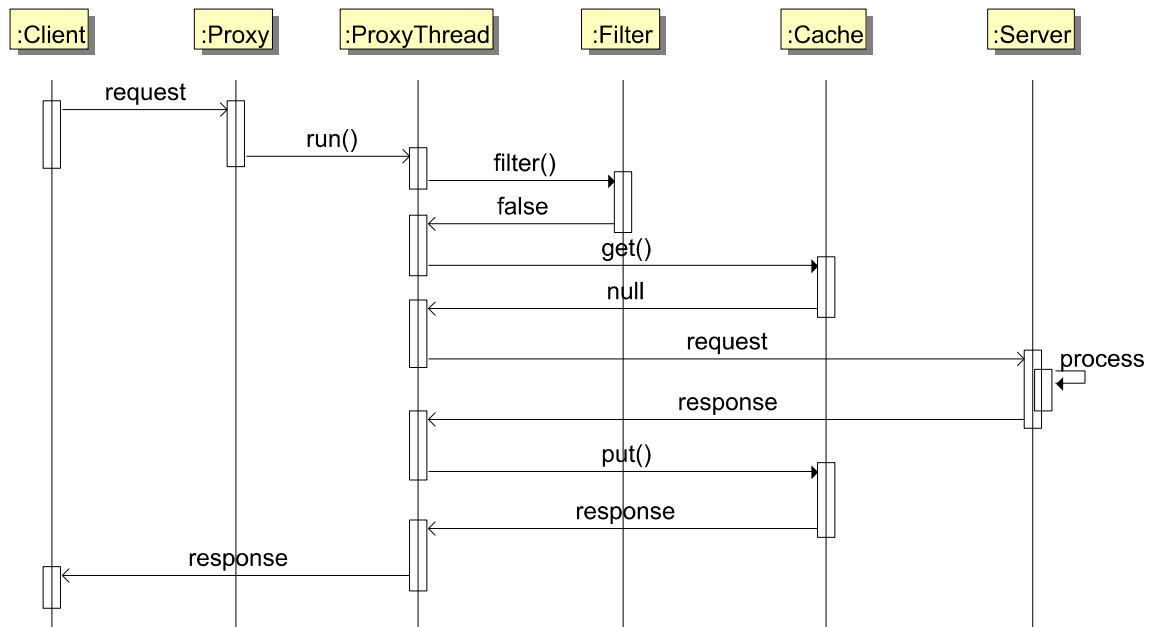 :Client :Proxy :ProxyThread :Filter :Cache :Server
request
run()
filter()
false
get()
null
request
process
response
put()
response
response